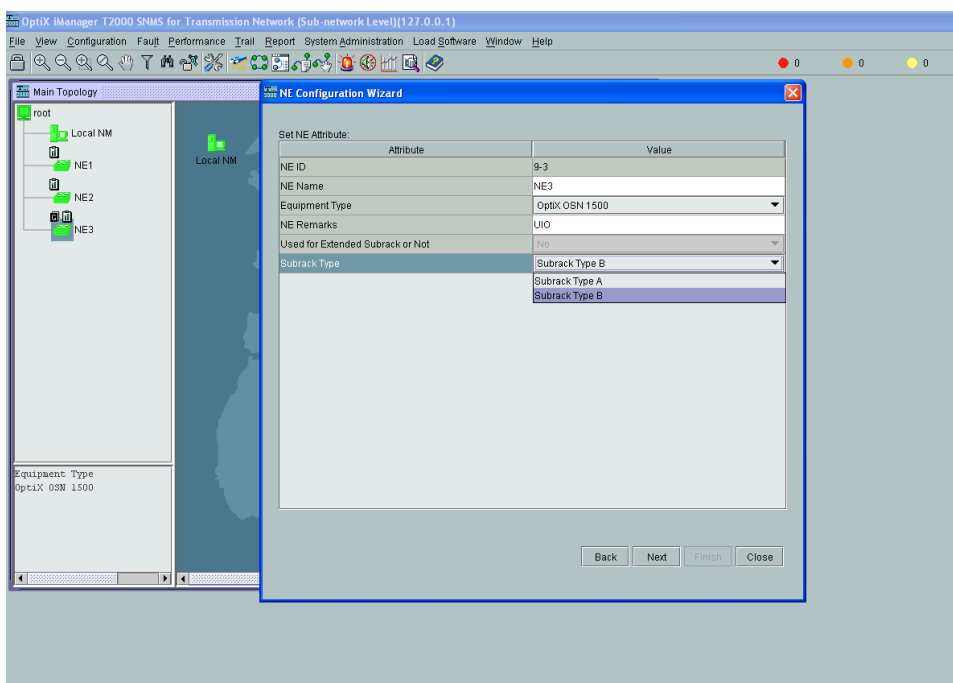 OptiX iManager T2000 SNMS for Transmission Network (Sub-network Level)(127.0.0.1)
File View Configuration Fault Performance Trail Report System Administration Load Software Window Help
0 0 0
Main Topology
root
Local NM
NE1
NE2
NE3
Local NM
Equipment Type
OptiX OSN 1500
NE Configuration Wizard
Set NE Attribute:
Attribute Value
NE ID 9-3
NE Name NE3
Equipment Type OptiX OSN 1500
NE Remarks UIO
Used for Extended Subrack or Not No
Subrack Type Subrack Type B
Subrack Type A
Subrack Type B
Back Next Finish Close